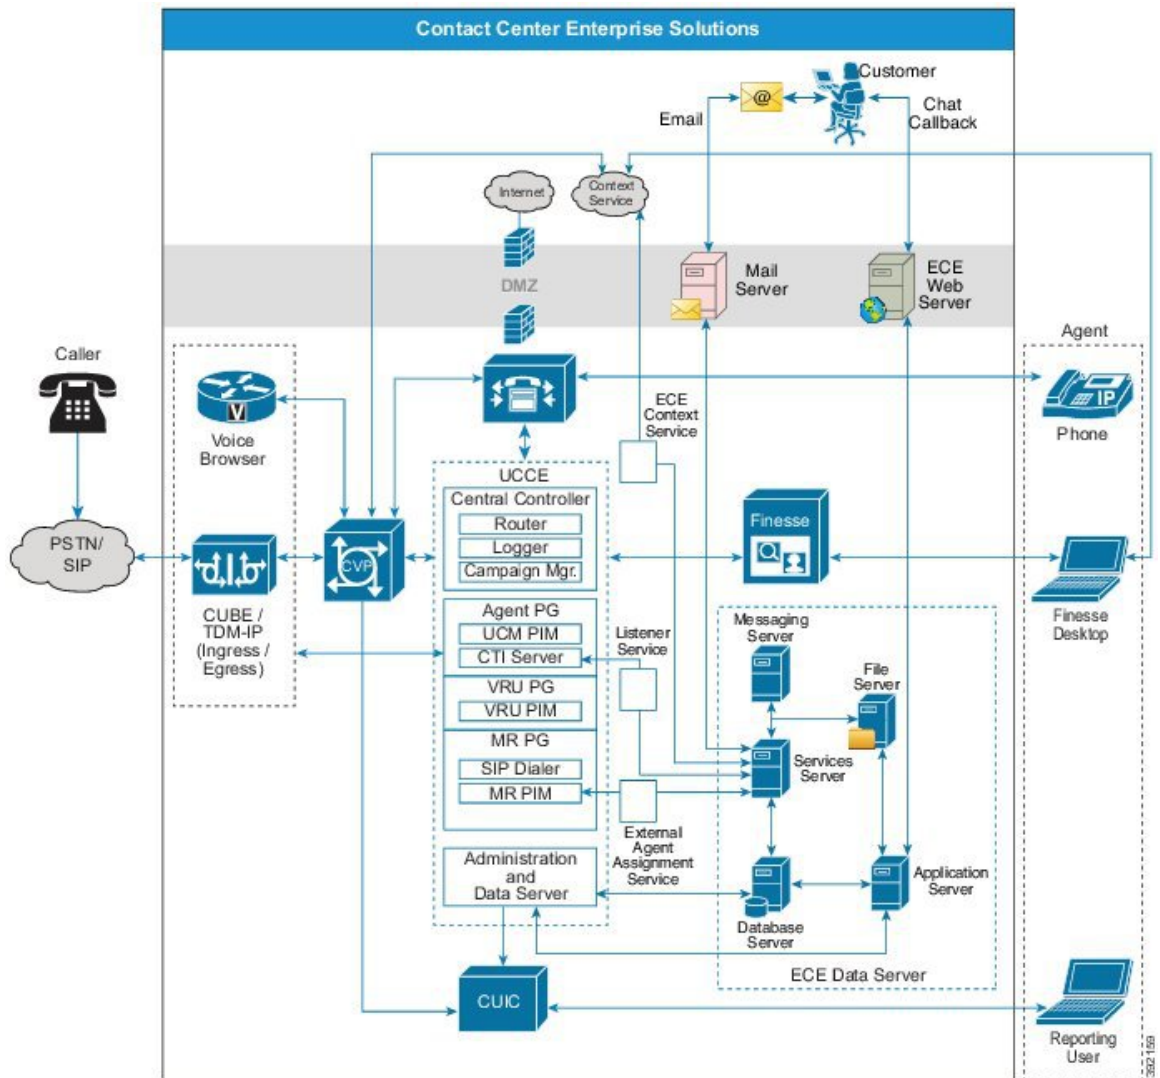 Contact Center Enterprise Solutions
Customer
@
Email
Chat
Callback
Internet
Context
Service
DMZ
Mail
Server
ECE
Web
Server
Caller
Agent
V
Voice
Browser
ECE
Context
Service
IP
Phone
UCCE
Central Controller
Router
Logger
Campaign Mgr.
PSTN/
SIP
CVP
Finesse
CUBE /
TDM-IP
(Ingress /
Egress)
Finesse
Desktop
Agent PG
UCM PIM
CTI Server
Listener
Service
Messaging
Server
File
Server
VRU PG
VRU PIM
MR PG
SIP Dialer
MR PIM
Services
Server
External
Agent
Assignment
Service
Administration
and
Data Server
Application
Server
Database
Server
ECE Data Server
CUIC
Reporting
User
392159